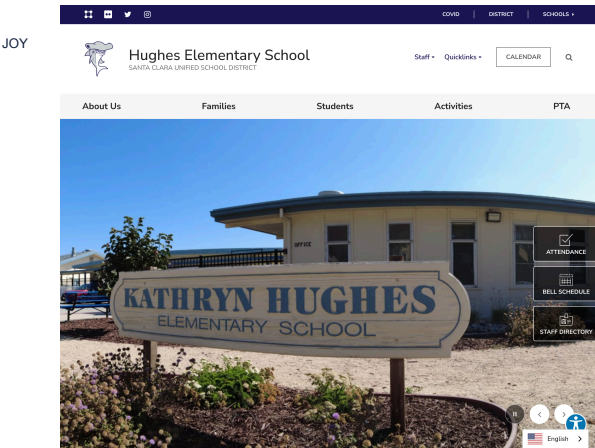 JOY
COVID DISTRICT SCHOOLS
Hughes Elementary School
SANTA CLARA UNIFIED SCHOOL DISTRICT
Staff Quicklinks CALENDAR
About Us Families Students Activities PTA
OFFICE
KATHRYN HUGHES
ELEMENTARY SCHOOL
ATTENDANCE
BELL SCHEDULE
STAFF DIRECTORY
English